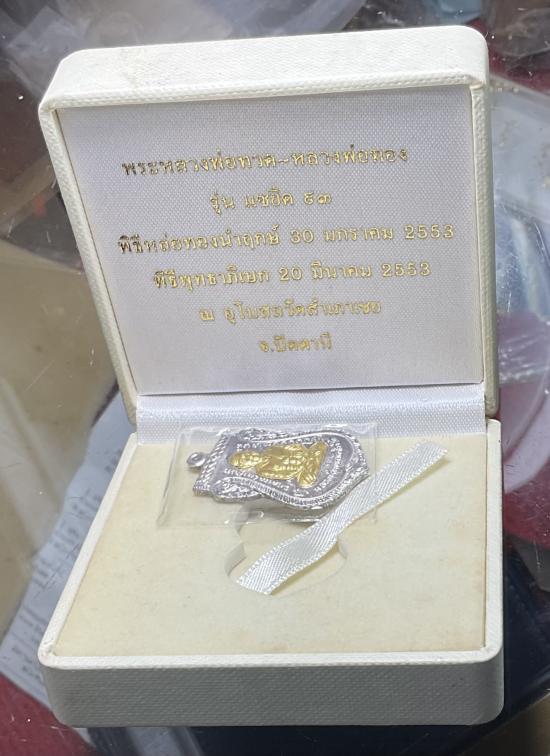 พระหลวงพ่อทวด~หลวงพ่อทอง
รุ่น แซยิด ๙๓
พิธีหล่อทองนำฤกษ์ 30 มกราคม 2553
พิธีพุทธาภิเษก 20 มีนาคม 2553
ณ อุโบสถวัดสำเภาเชย
จ.ปัตตานี